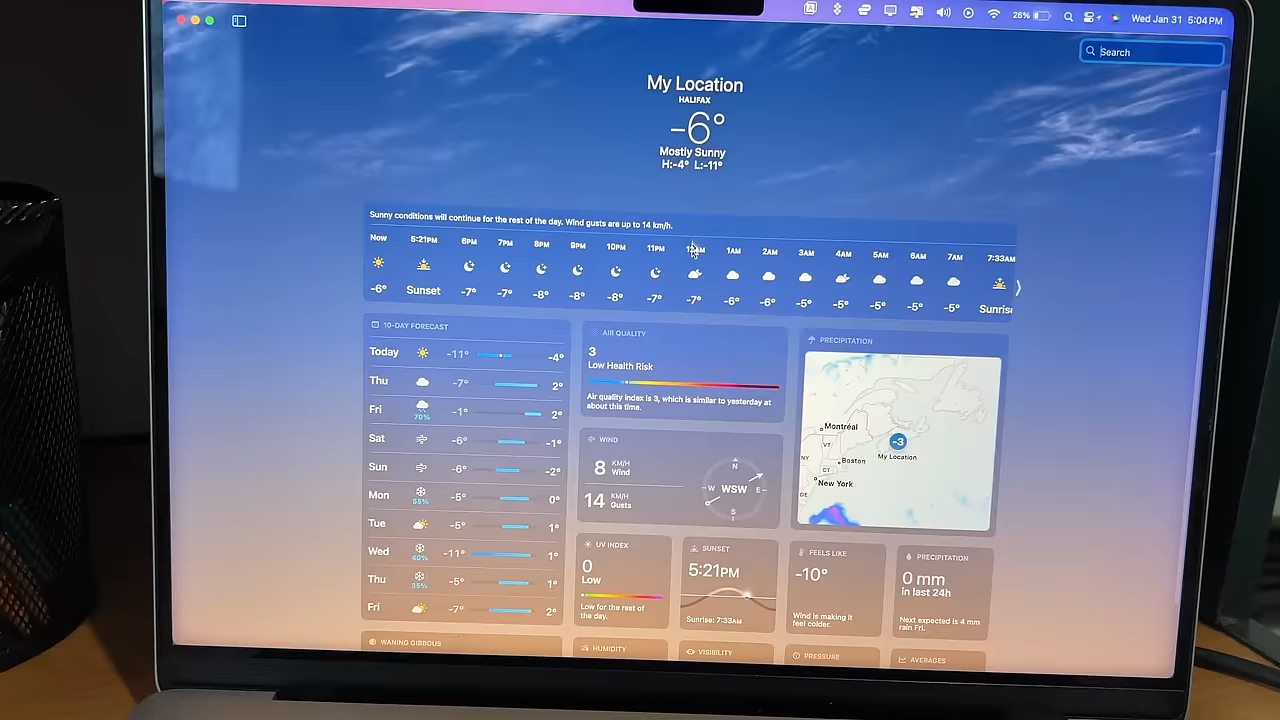 26%
Wed Jan 31 5:04PM
Search
My Location
HALIFAX
-6°
Mostly Sunny
H:-4° L:-11°
Sunny conditions will continue for the rest of the day. Wind gusts are up to 14 km/h.
Now 5:21PM 6PM 7PM 8PM 9PM 10PM 11PM 1AM 2AM 3AM 4AM 5AM 6AM 7AM 7:33AM
-6° Sunset -7° -7° -8° -8° -8° -7° -7° -6° -6° -5° -5° -5° -5° -5°
10-DAY FORECAST
Today -11° -4°
Thu -7° 2°
Fri 70% -1° 2°
Sat -6° -1°
Sun -6° -2°
Mon 55% -5° 0°
Tue -5° 1°
Wed 40% -11° 1°
Thu 35% -5° 1°
Fri -7° 2°
AIR QUALITY
3
Low Health Risk
Air quality index is 3, which is similar to yesterday at
about this time.
WIND
8 KM/H
Wind
14 KM/H
Gusts
N
W WSW E
S
PRECIPITATION
Montréal
VT
-3
My Location
NY
Boston
CT
New York
DE
UV INDEX
0
Low
Low for the rest of
the day.
SUNSET
5:21PM
Sunrise: 7:33AM
FEELS LIKE
-10°
Wind is making it
feel colder.
PRECIPITATION
0 mm
in last 24h
Next expected is 4 mm
rain Fri.
WANING GIBBOUS
HUMIDITY
VISIBILITY
PRESSURE
AVERAGES